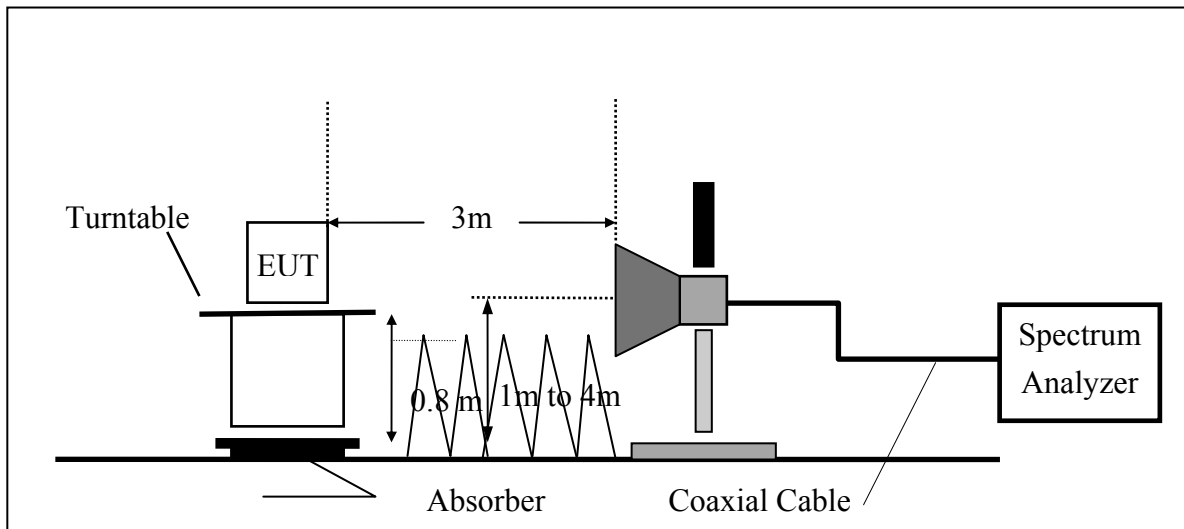 Turntable
3m
EUT
0.8 m
1m to 4m
Spectrum
Analyzer
Absorber
Coaxial Cable